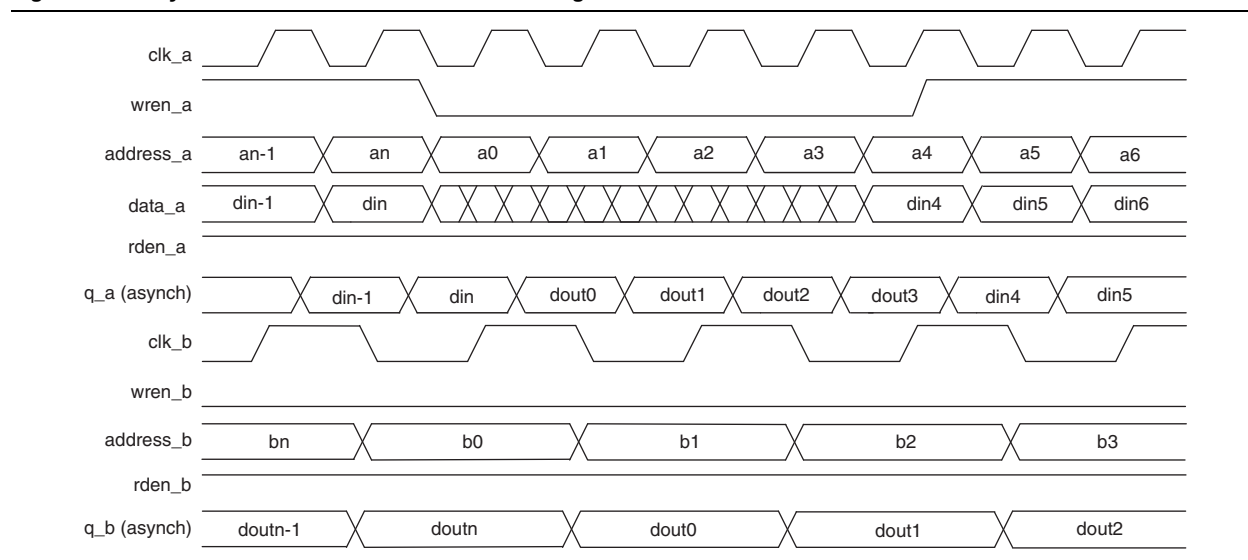 clk_a
wren_a
address_a an-1 an a0 a1 a2 a3 a4 a5 a6
data_a din-1 din din4 din5 din6
rden_a
q_a (asynch) din-1 din dout0 dout1 dout2 dout3 din4 din5
clk_b
wren_b
address_b bn b0 b1 b2 b3
rden_b
q_b (asynch) doutn-1 doutn dout0 dout1 dout2